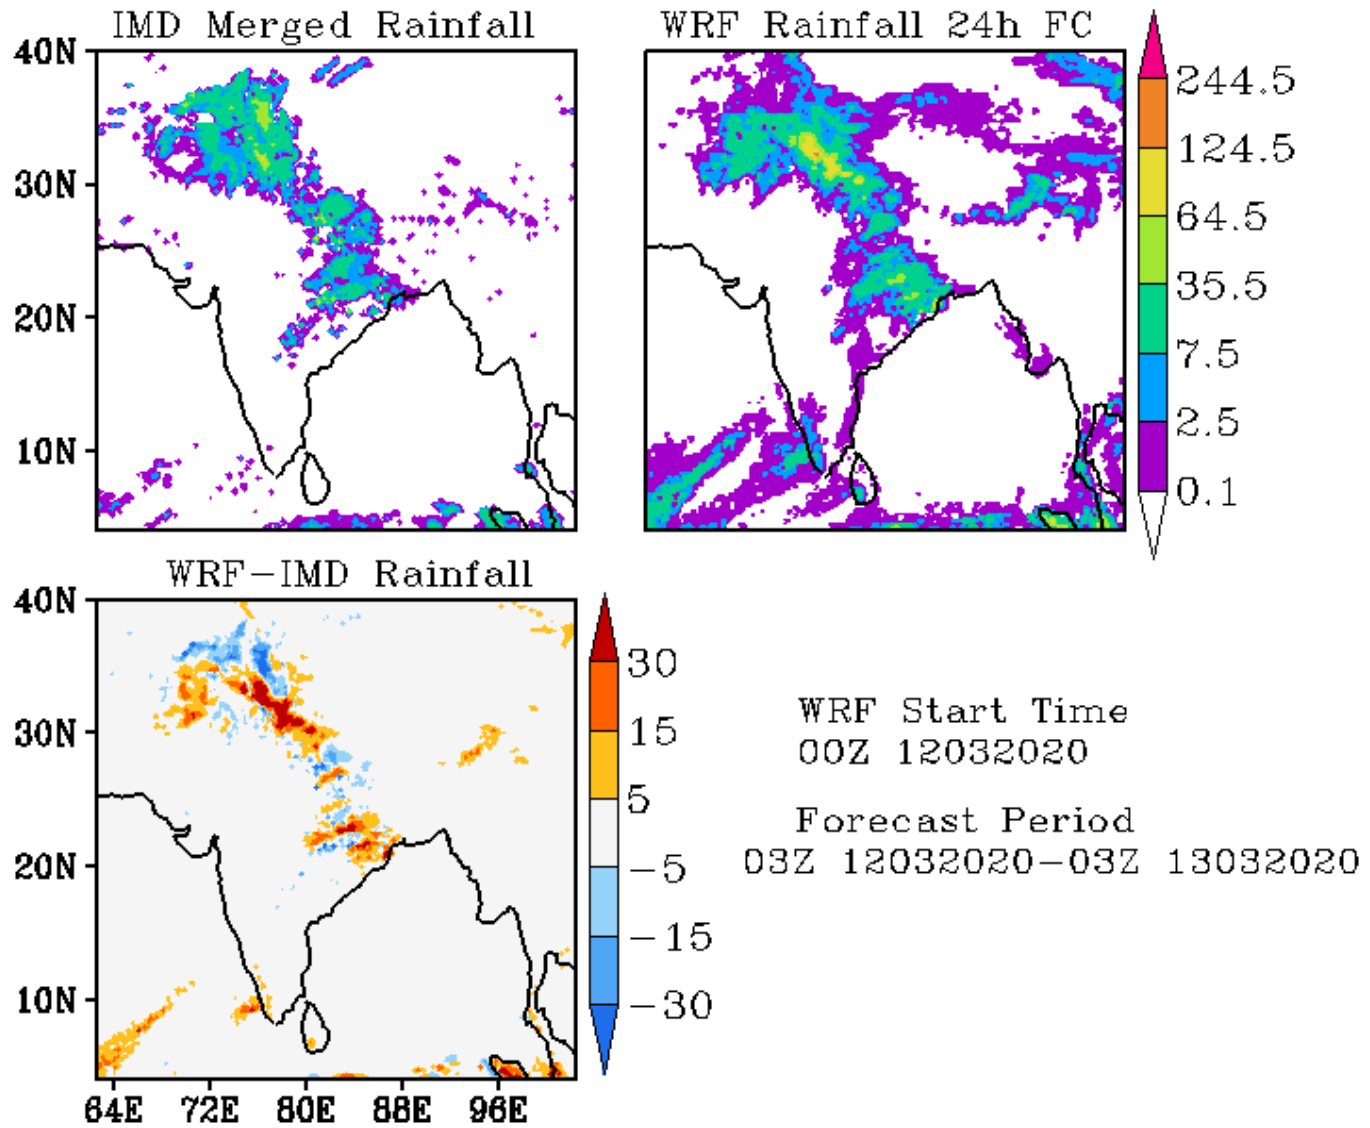 IMD Merged Rainfall
WRF Rainfall 24h FC
40N
30N
20N
10N
244.5
124.5
64.5
35.5
7.5
2.5
0.1
WRF-IMD Rainfall
40N
30N
20N
10N
64E 72E 80E 88E 96E
30
15
5
-5
-15
-30
WRF Start Time
00Z 12032020
Forecast Period
03Z 12032020-03Z 13032020